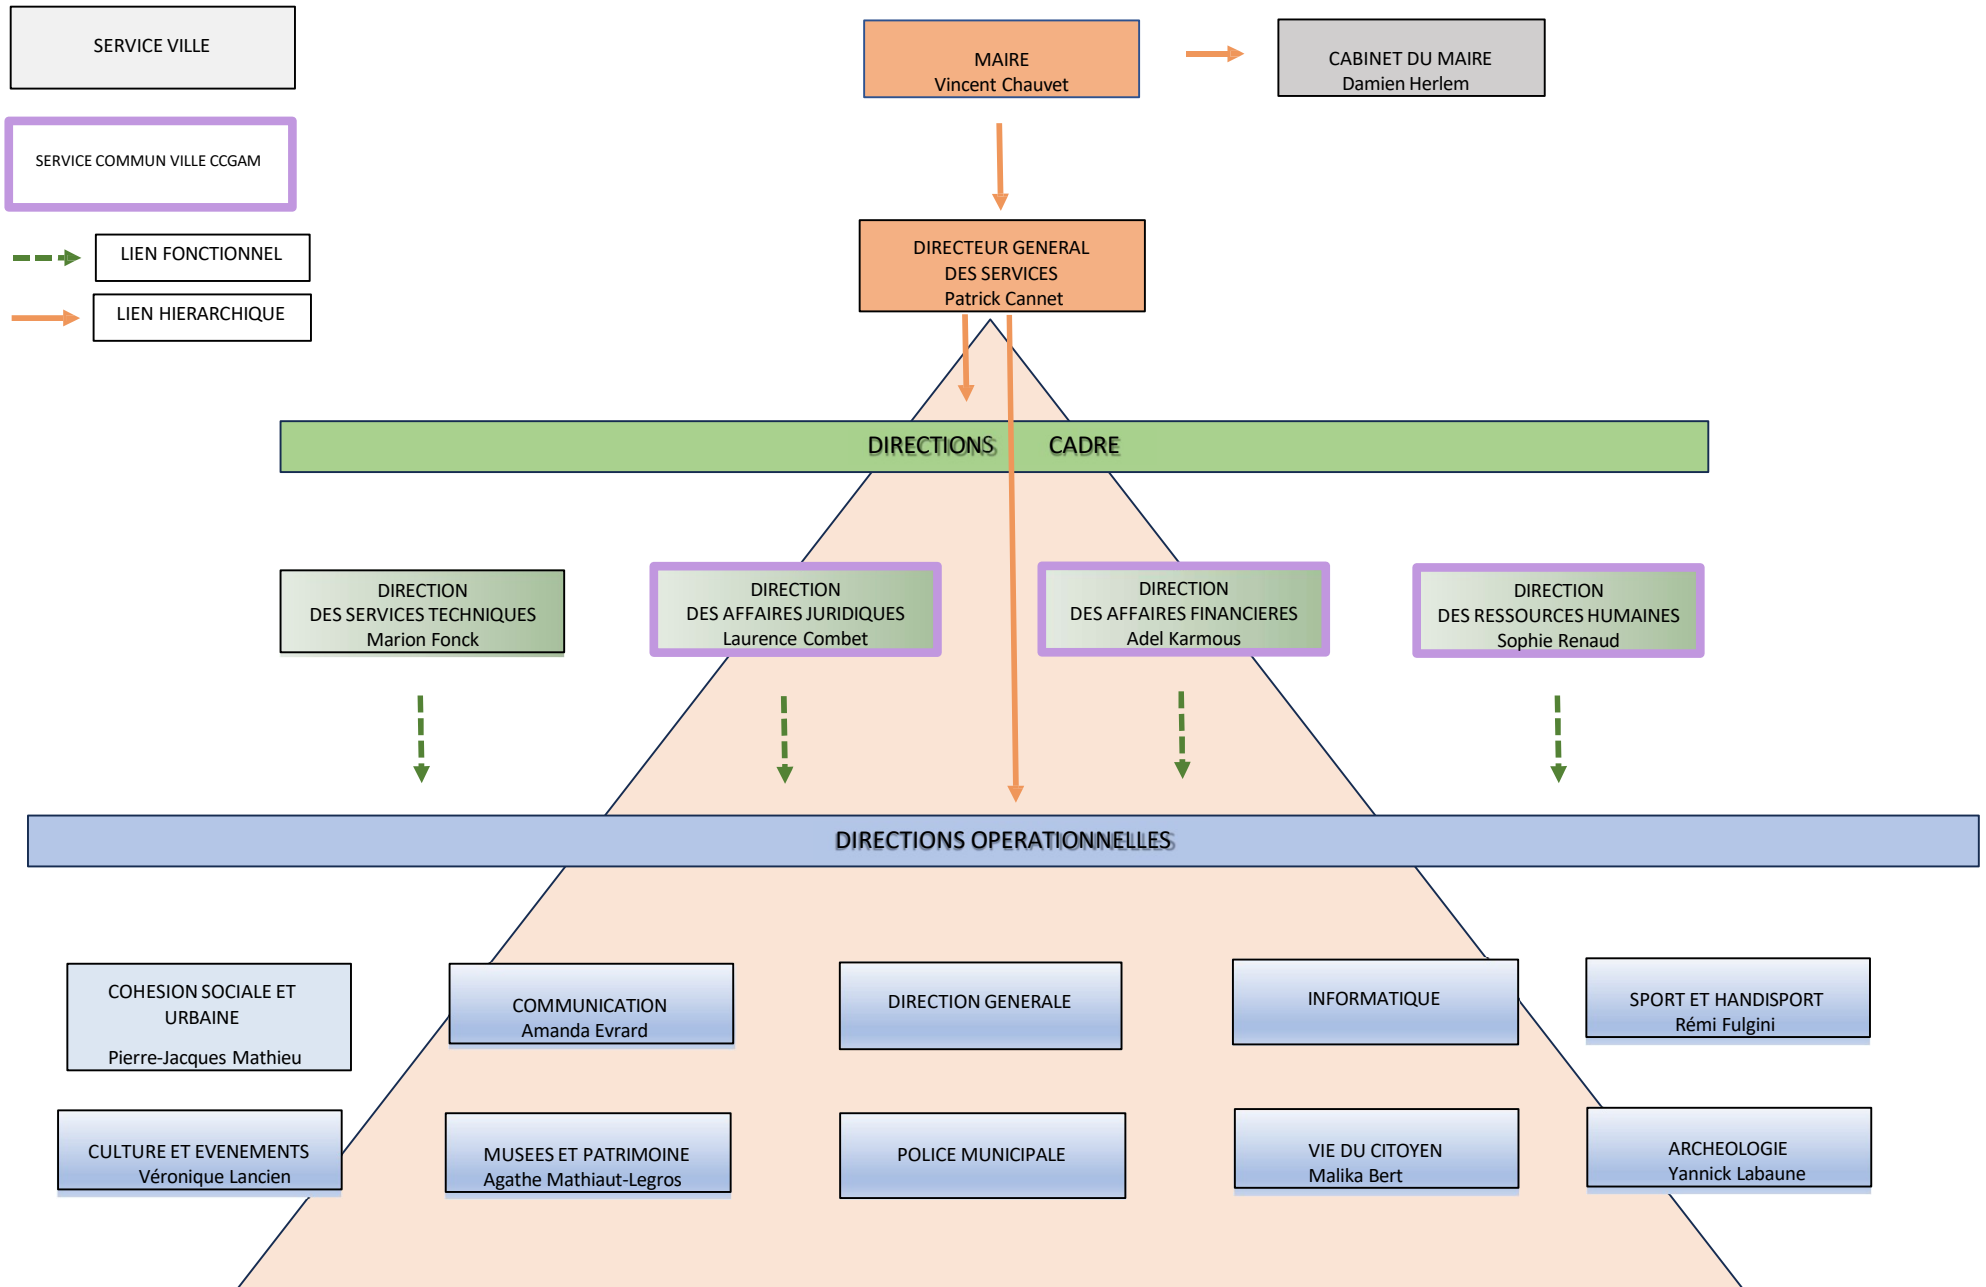 SERVICE VILLE
MAIRE
Vincent Chauvet
CABINET DU MAIRE
Damien Herlem
SERVICE COMMUN VILLE CCGAM
LIEN FONCTIONNEL
LIEN HIERARCHIQUE
DIRECTEUR GENERAL
DES SERVICES
Patrick Cannet
DIRECTIONS CADRE
DIRECTION
DES SERVICES TECHNIQUES
Marion Fonck
DIRECTION
DES AFFAIRES JURIDIQUES
Laurence Combet
DIRECTION
DES AFFAIRES FINANCIERES
Adel Karmous
DIRECTION
DES RESSOURCES HUMAINES
Sophie Renaud
DIRECTIONS OPERATIONNELLES
COHESION SOCIALE ET
URBAINE
Pierre-Jacques Mathieu
COMMUNICATION
Amanda Evrard
DIRECTION GENERALE
INFORMATIQUE
SPORT ET HANDISPORT
Rémi Fulgini
CULTURE ET EVENEMENTS
Véronique Lancien
MUSEES ET PATRIMOINE
Agathe Mathiaut-Legros
POLICE MUNICIPALE
VIE DU CITOYEN
Malika Bert
ARCHEOLOGIE
Yannick Labaune